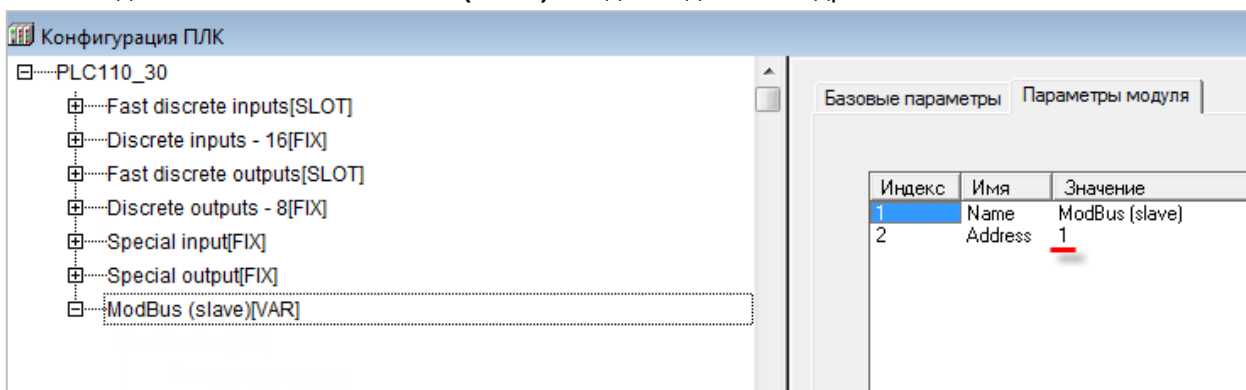 (slave)
Конфигурация ПЛК
PLC110_30
Fast discrete inputs[SLOT]
Discrete inputs - 16[FIX]
Fast discrete outputs[SLOT]
Discrete outputs - 8[FIX]
Special input[FIX]
Special output[FIX]
ModBus (slave)[VAR]
Базовые параметры Параметры модуля
Индекс Имя Значение
1 Name ModBus (slave)
2 Address 1